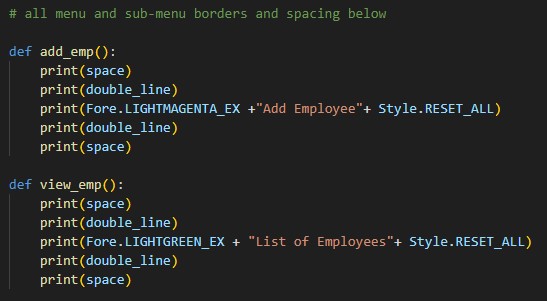 # all menu and sub-menu borders and spacing below
def add_emp():
print(space)
print(double_line)
print(Fore.LIGHTMAGENTA_EX +"Add Employee"+ Style.RESET_ALL)
print(double_line)
print(space)
def view_emp():
print(space)
print(double_line)
print(Fore.LIGHTGREEN_EX + "List of Employees"+ Style.RESET_ALL)
print(double_line)
print(space)